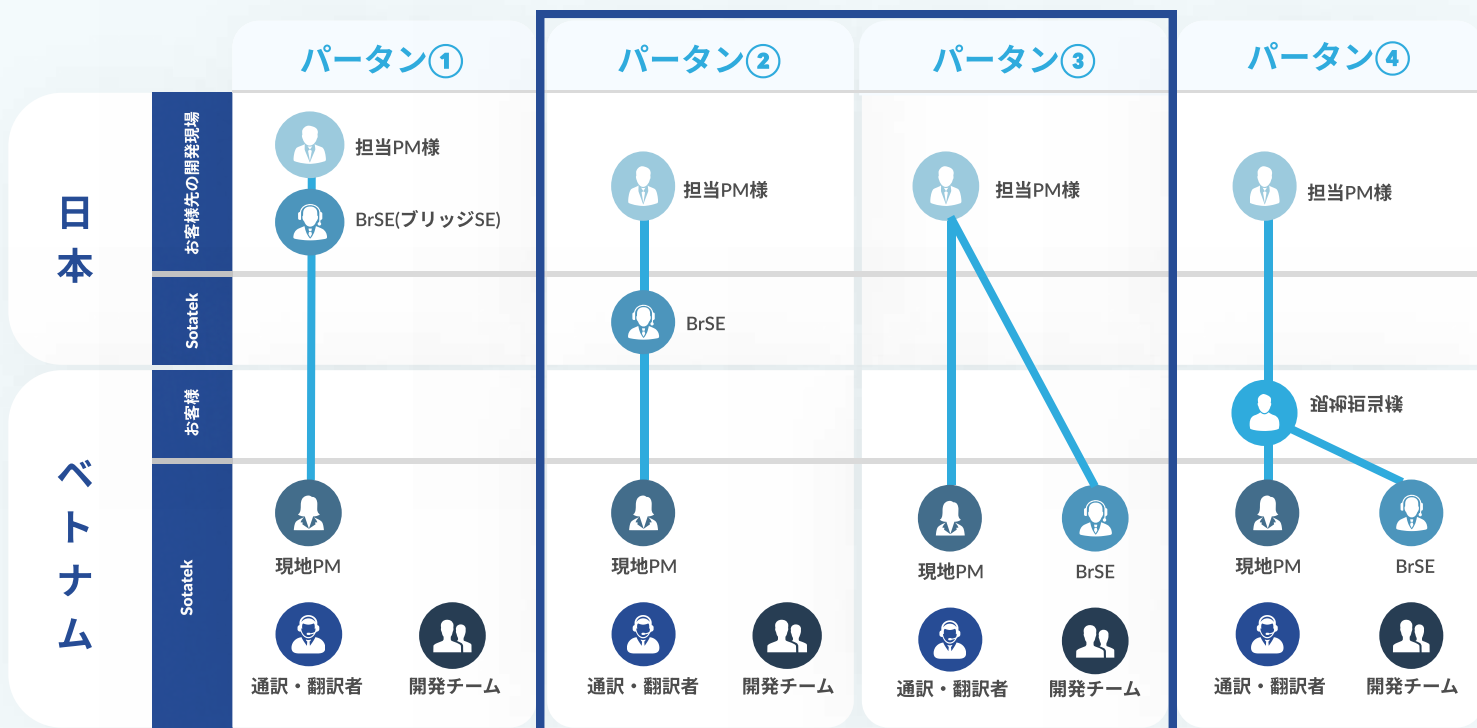 パータン①
パータン②
パータン③
パータン④
日本
お客様先の開発現場
担当PM様
BrSE(ブリッジSE)
担当PM様
担当PM様
担当PM様
Sotatek
BrSE
ベトナム
お客様
現地担当様
Sotatek
現地PM
現地PM
現地PM
BrSE
現地PM
BrSE
通訳・翻訳者
開発チーム
通訳・翻訳者
開発チーム
通訳・翻訳者
開発チーム
通訳・翻訳者
開発チーム